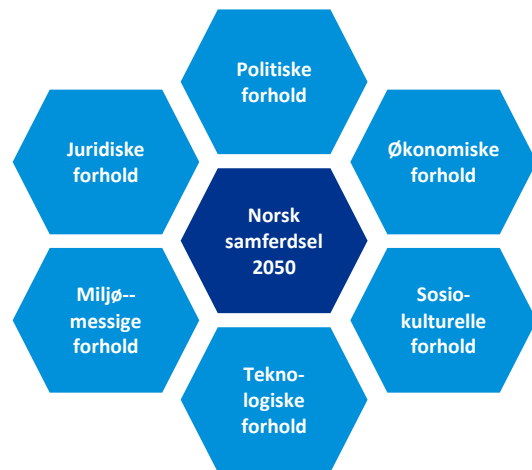 Politiske
forhold
Juridiske
forhold
Økonomiske
forhold
Norsk
samferdsel
2050
Miljø--
messige
forhold
Sosio-
kulturelle
forhold
Tekno-
logiske
forhold